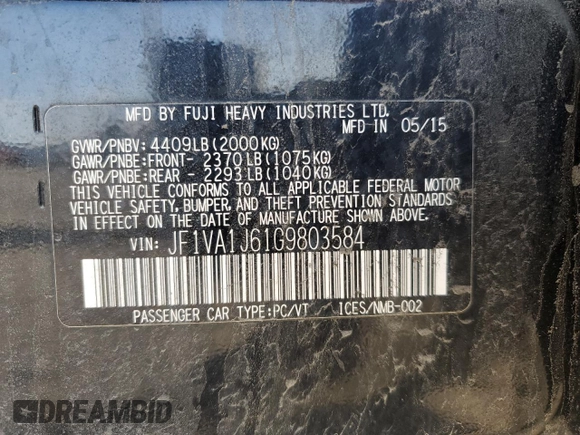 MFD BY FUJI HEAVY INDUSTRIES LTD.
MFD IN 05/15
GVWR/PNBV: 4409LB(2000KG)
GAWR/PNBE:FRONT- 2370LB(1075KG)
GAWR/PNBE:REAR - 2293LB(1040KG)
THIS VEHICLE CONFORMS TO ALL APPLICABLE FEDERAL MOTOR
VEHICLE SAFETY, BUMPER, AND THEFT PREVENTION STANDARDS
IN EFFECT ON THE DATE OF MANUFACTURE SHOWN ABOVE.
VIN: JF1VA1J61G9803584
PASSENGER CAR TYPE:PC/VT ICES/NMB-002
DREAMBID